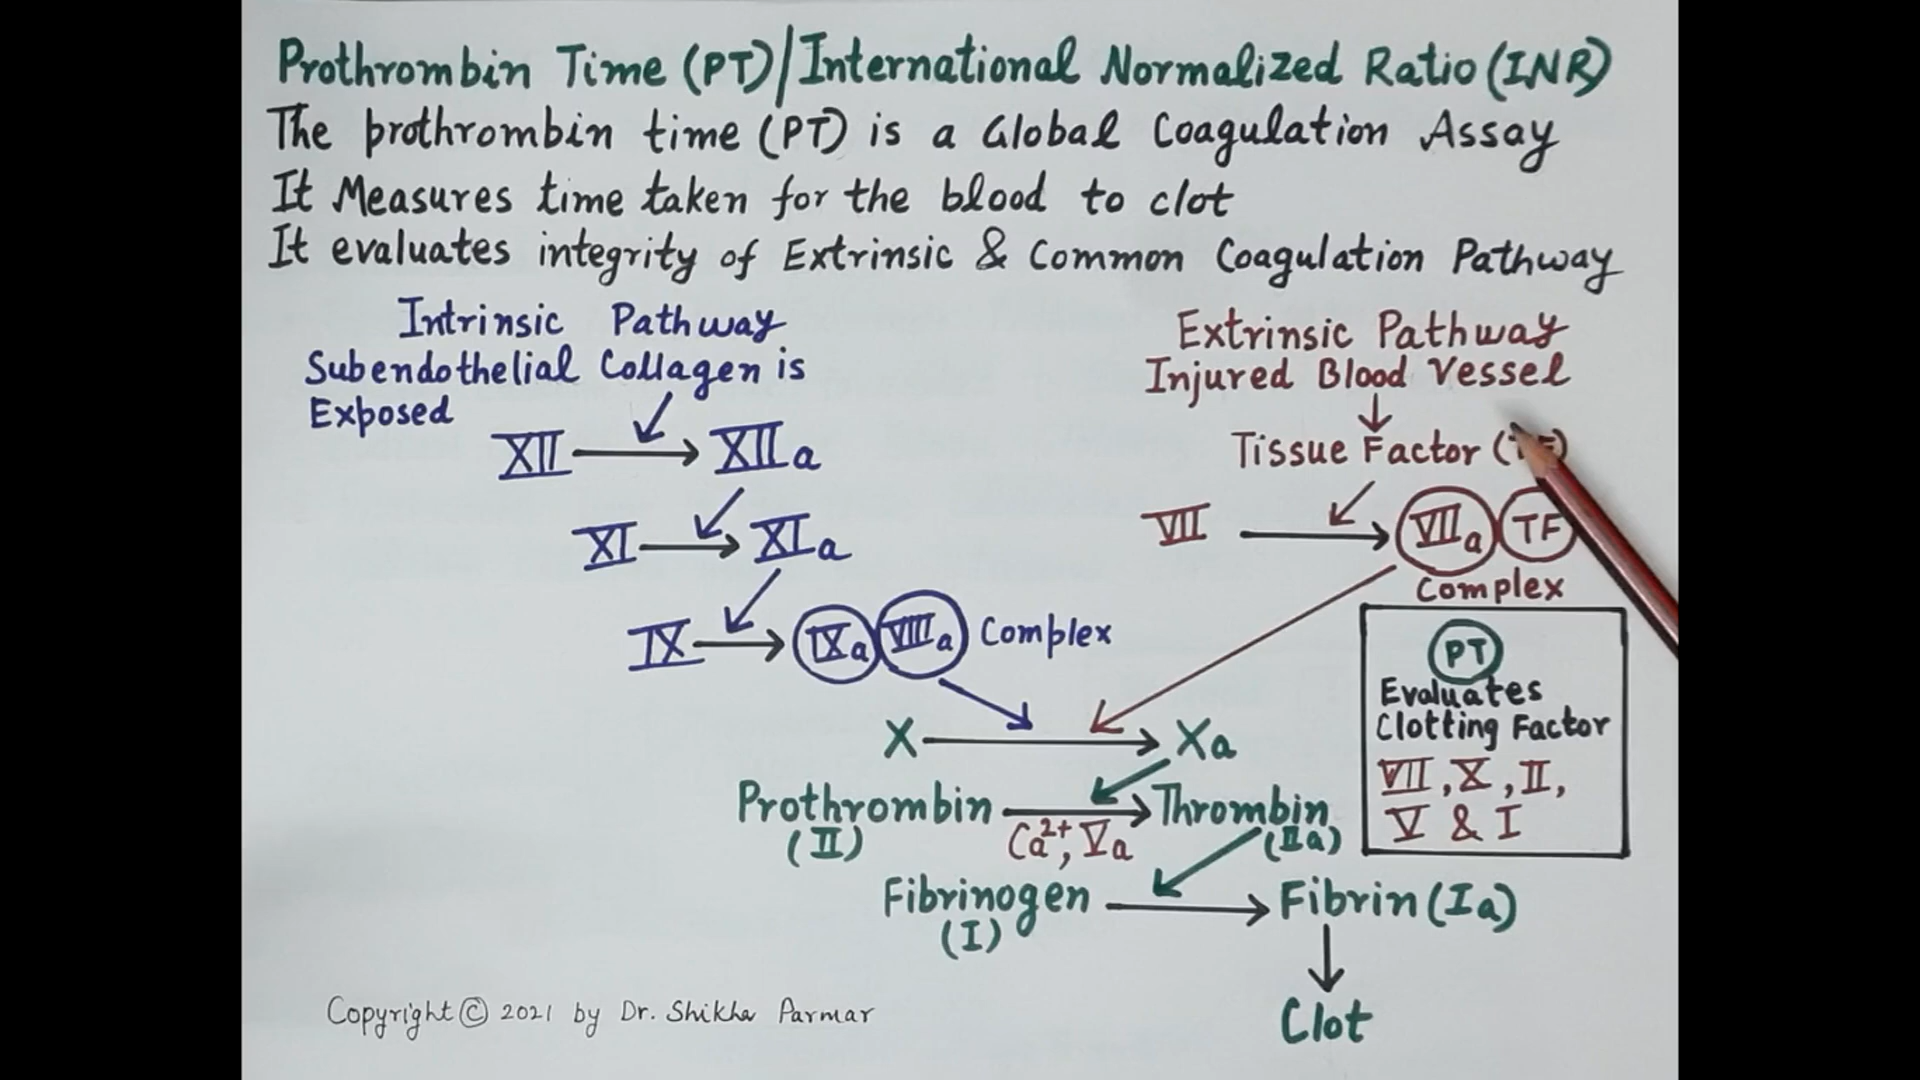 Prothrombin Time (PT)/International Normalized Ratio (INR)
The prothrombin time (PT) is a Global Coagulation Assay
It Measures time taken for the blood to clot
It evaluates integrity of Extrinsic & Common Coagulation Pathway
Intrinsic Pathway
Subendothelial Collagen is
Exposed
XII XIIa
XI XIa
IX IXa VIIIa Complex
Extrinsic Pathway
Injured Blood Vessel
Tissue Factor
VII VIIa TF
Complex
X Xa
Prothrombin Thrombin
(II) Ca2+, Va (IIa)
Fibrinogen Fibrin (Ia)
(I)
Clot
PT
Evaluates
Clotting Factor
VII, X, II,
V & I
Copyright © 2021 by Dr. Shikha Parmar